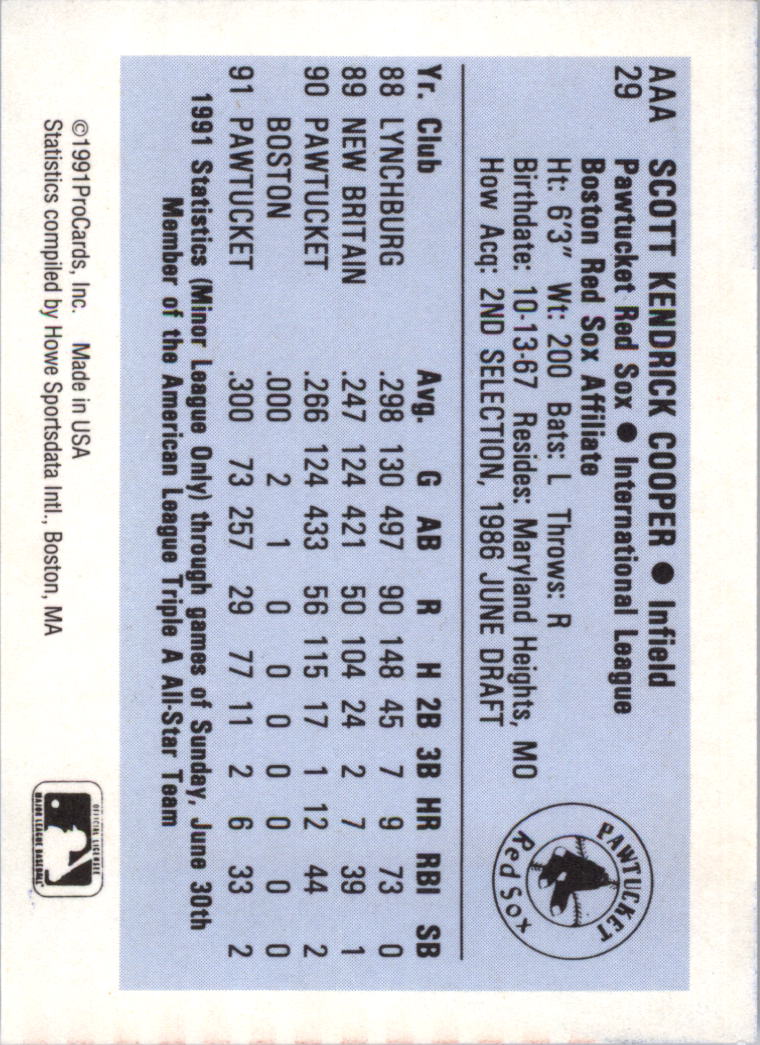 AAA SCOTT KENDRICK COOPER ● Infield
29 Pawtucket Red Sox ● International League
Boston Red Sox Affiliate
Ht: 6'3" Wt: 200 Bats: L Throws: R
Birthdate: 10-13-67 Resides: Maryland Heights, MO
How Acq: 2ND SELECTION, 1986 JUNE DRAFT
PAWTUCKET
Red Sox
Yr. Club Avg. G AB R H 2B 3B HR RBI SB
88 LYNCHBURG .298 130 497 90 148 45 7 9 73 0
89 NEW BRITAIN .247 124 421 50 104 24 2 7 39 1
90 PAWTUCKET .266 124 433 56 115 17 1 12 44 2
BOSTON .000 2 1 0 0 0 0 0 0 0
91 PAWTUCKET .300 73 257 29 77 11 2 6 33 2
1991 Statistics (Minor League Only) through games of Sunday, June 30th
Member of the American League Triple A All-Star Team
©1991ProCards, Inc. Made in USA
Statistics compiled by Howe Sportsdata Intl., Boston, MA
OFFICIAL LICENSEE
MAJOR LEAGUE BASEBALL